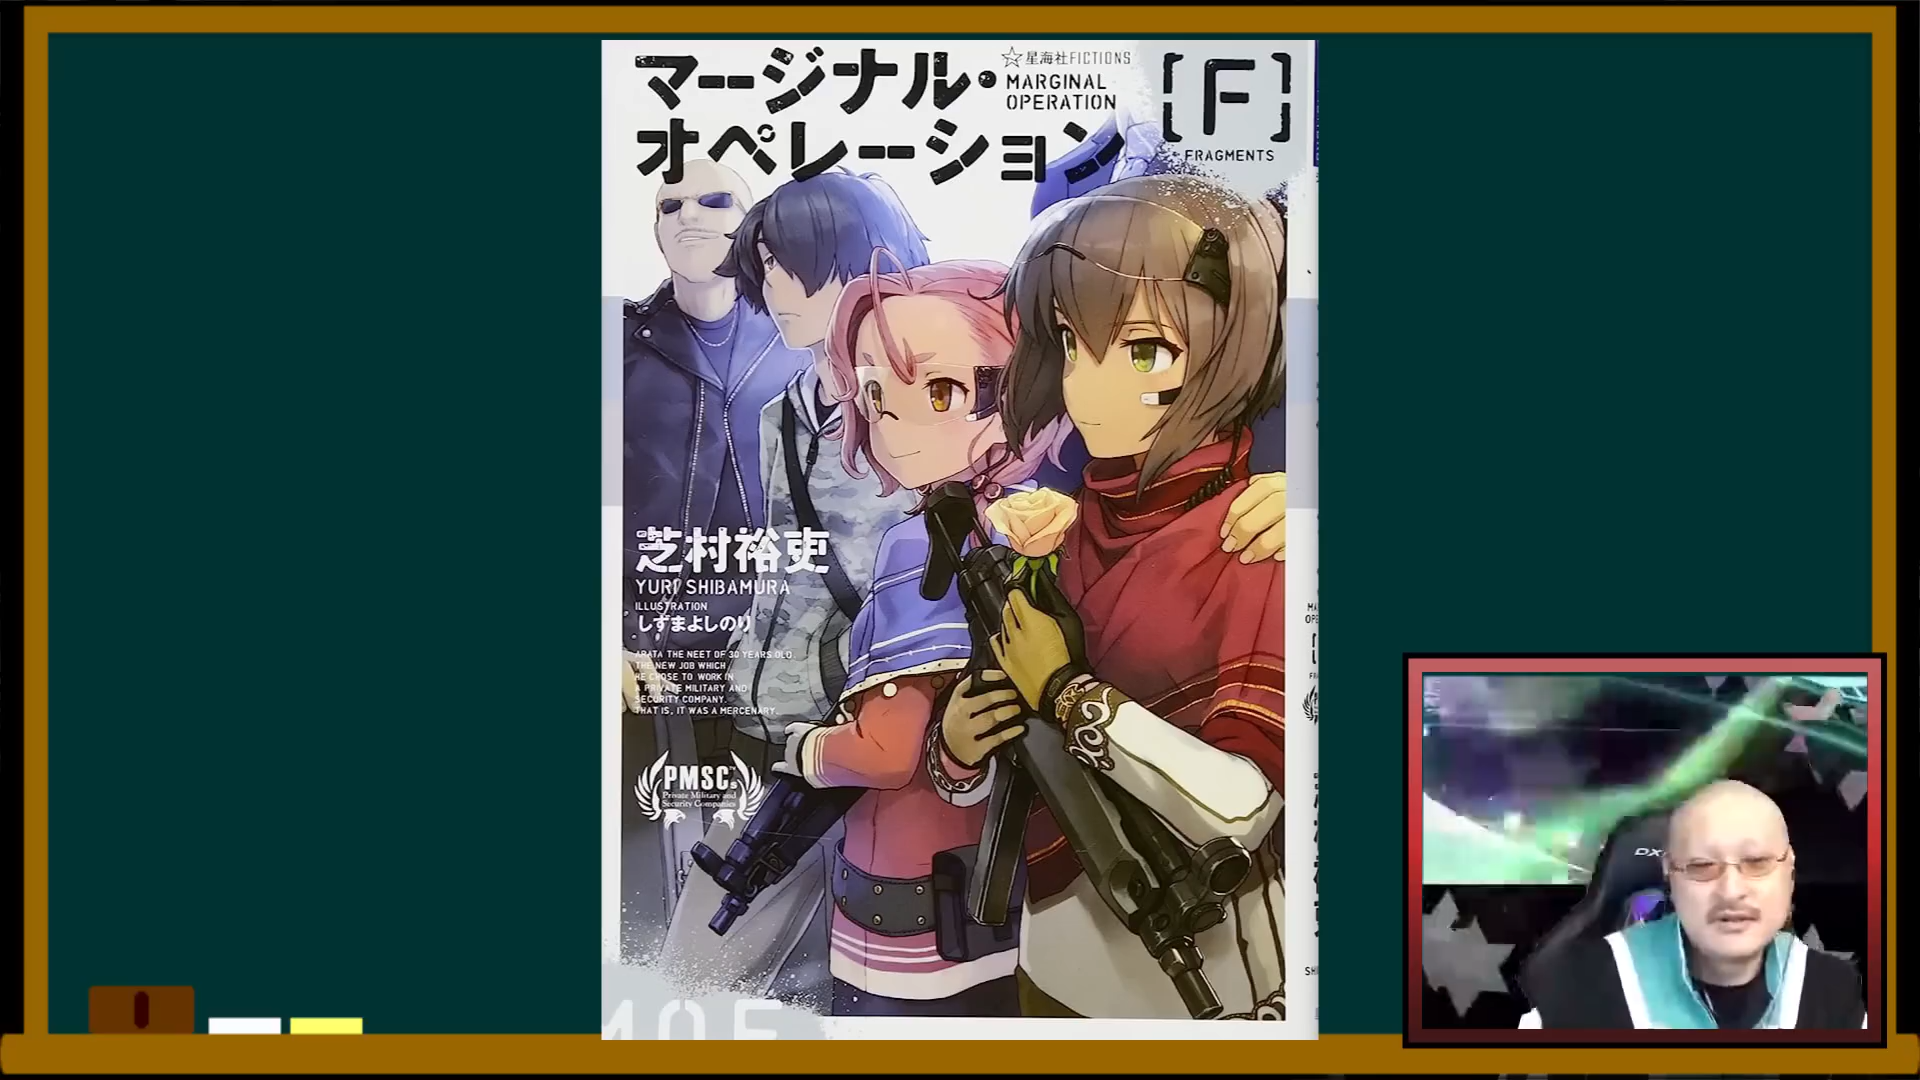 マージナル・
オペレーション
☆星海社FICTIONS
MARGINAL
OPERATION
[F]
FRAGMENTS
芝村裕吏
YURI SHIBAMURA
ILLUSTRATION
しずまよしのり
ARATA THE NEET OF 30 YEARS OLD.
THE NEW JOB WHICH
HE CHOSE TO WORK IN
A PRIVATE MILITARY AND
SECURITY COMPANY.
THAT IS, IT WAS A MERCENARY.
PMSCs™
Private Military and
Security Companies
DX